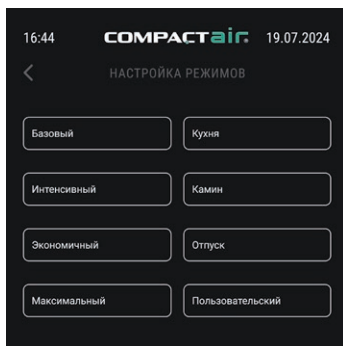 16:44 COMPACTair. 19.07.2024
НАСТРОЙКА РЕЖИМОВ
Базовый Кухня
Интенсивный Камин
Экономичный Отпуск
Максимальный Пользовательский